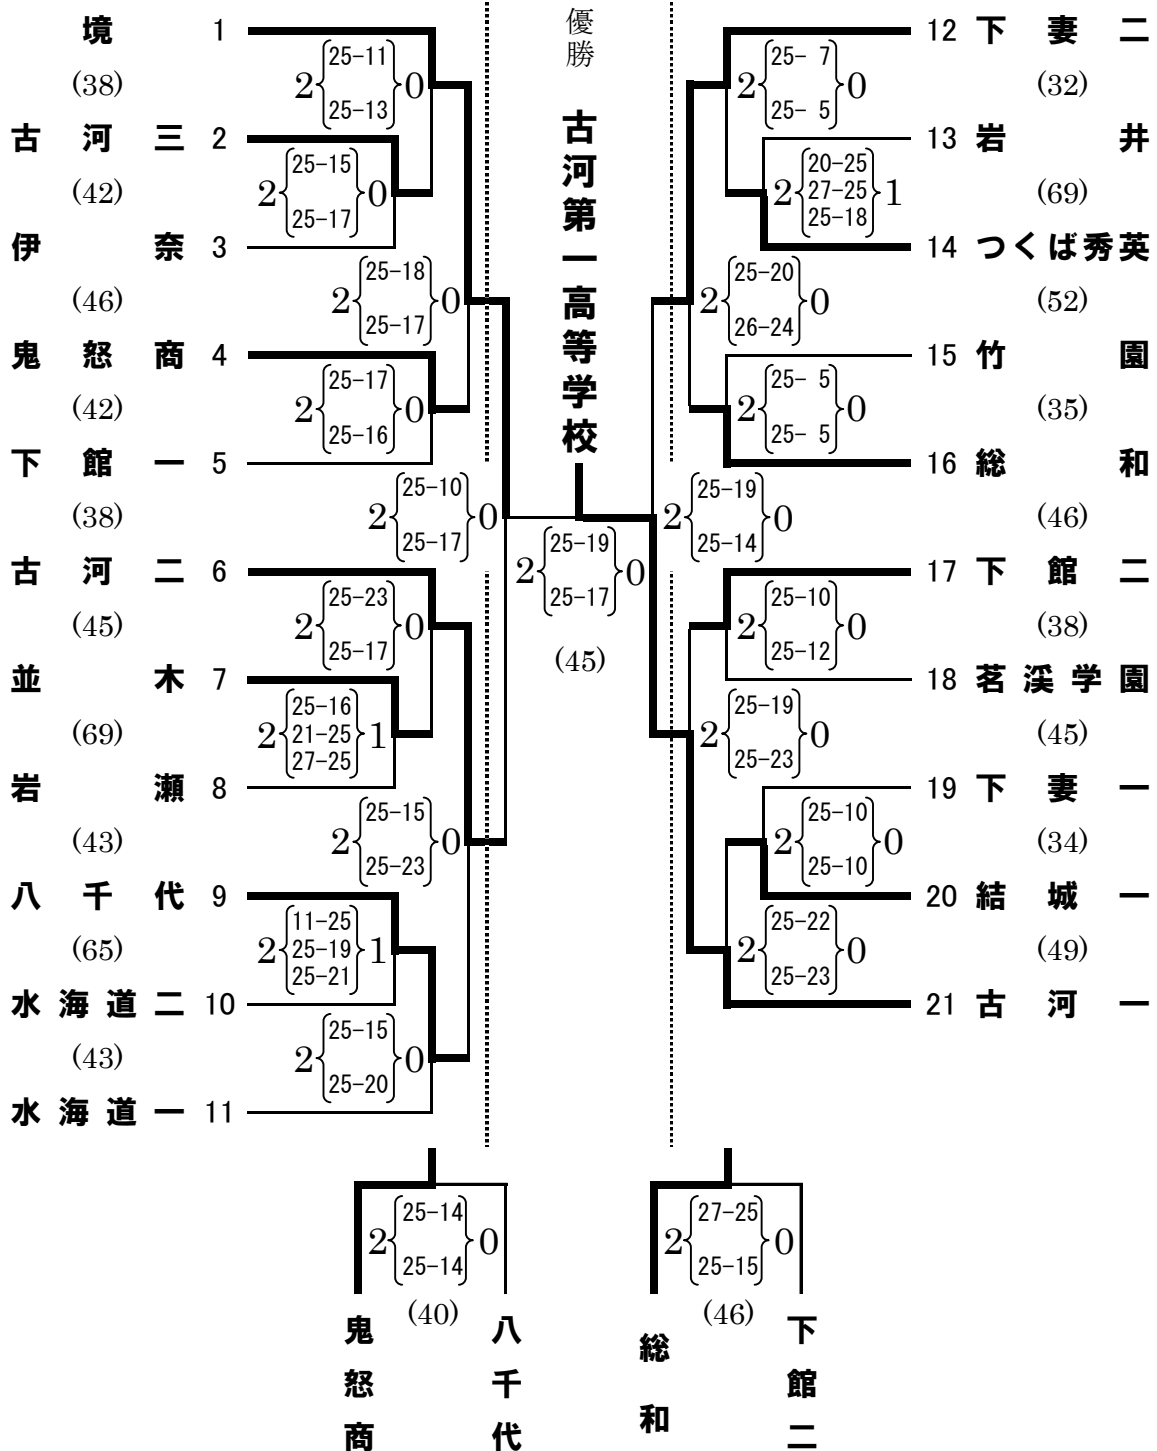 優勝
古河第一高等学校
境 1
(38)
2 25-11 25-13 0
古河三 2
(42)
2 25-15 25-17 0
伊奈 3
(46)
2 25-18 25-17 0
鬼怒商 4
(42)
2 25-17 25-16 0
下館一 5
(38)
2 25-10 25-17 0
古河二 6
(45)
2 25-23 25-17 0
並木 7
(69)
2 25-16 21-25 27-25 1
岩瀬 8
(43)
2 25-15 25-23 0
八千代 9
(65)
2 11-25 25-19 25-21 1
水海道二 10
(43)
2 25-15 25-20 0
水海道一 11
2 25-19 25-17 0
(45)
12 下妻二
(32)
2 25- 7 25- 5 0
13 岩井
(69)
2 20-25 27-25 25-18 1
14 つくば秀英
(52)
2 25-20 26-24 0
15 竹園
(35)
2 25- 5 25- 5 0
16 総和
(46)
2 25-19 25-14 0
17 下館二
(38)
2 25-10 25-12 0
18 茗渓学園
(45)
2 25-19 25-23 0
19 下妻一
(34)
2 25-10 25-10 0
20 結城一
(49)
2 25-22 25-23 0
21 古河一
2 25-14 25-14 0
(40)
鬼怒商
八千代
2 27-25 25-15 0
(46)
総和
下館二